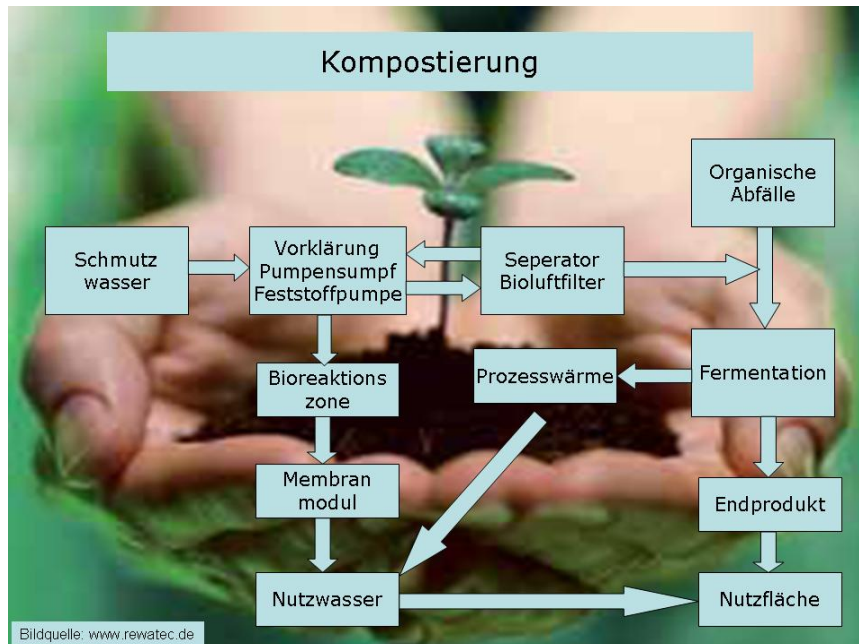 Kompostierung
Organische
Abfälle
Schmutz
wasser
Vorklärung
Pumpensumpf
Feststoffpumpe
Seperator
Bioluftfilter
Bioreaktions
zone
Prozesswärme
Fermentation
Membran
modul
Endprodukt
Nutzwasser
Nutzfläche
Bildquelle: www.rewatec.de